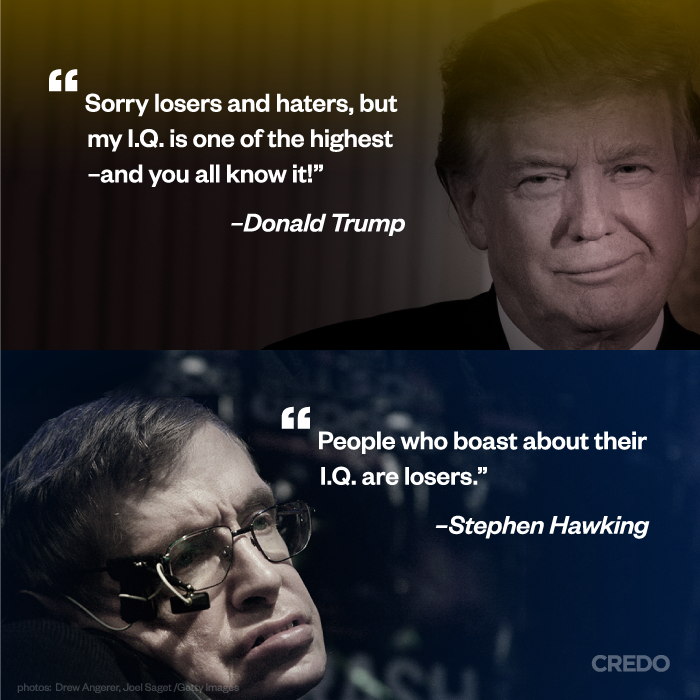 “
Sorry losers and haters, but
my I.Q. is one of the highest
–and you all know it!”
–Donald Trump
“
People who boast about their
I.Q. are losers.”
–Stephen Hawking
CREDO
photos: Drew Angerer, Joel Saget /Getty Images